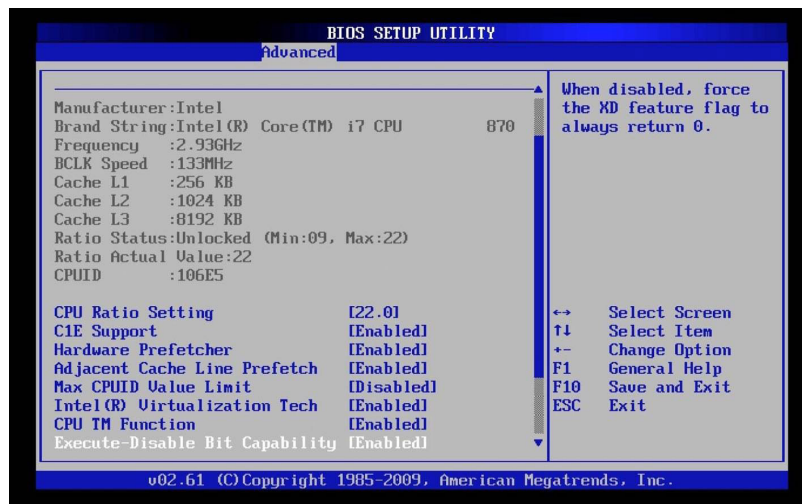 BIOS SETUP UTILITY
Advanced
Manufacturer:Intel
Brand String:Intel(R) Core(TM) i7 CPU 870
Frequency :2.93GHz
BCLK Speed :133MHz
Cache L1 :256 KB
Cache L2 :1024 KB
Cache L3 :8192 KB
Ratio Status:Unlocked (Min:09, Max:22)
Ratio Actual Value:22
CPUID :106E5
CPU Ratio Setting [22.0]
C1E Support [Enabled]
Hardware Prefetcher [Enabled]
Adjacent Cache Line Prefetch [Enabled]
Max CPUID Value Limit [Disabled]
Intel(R) Virtualization Tech [Enabled]
CPU TM Function [Enabled]
Execute-Disable Bit Capability [Enabled]
When disabled, force
the XD feature flag to
always return 0.
↔ Select Screen
↑↓ Select Item
+- Change Option
F1 General Help
F10 Save and Exit
ESC Exit
v02.61 (C)Copyright 1985-2009, American Megatrends, Inc.